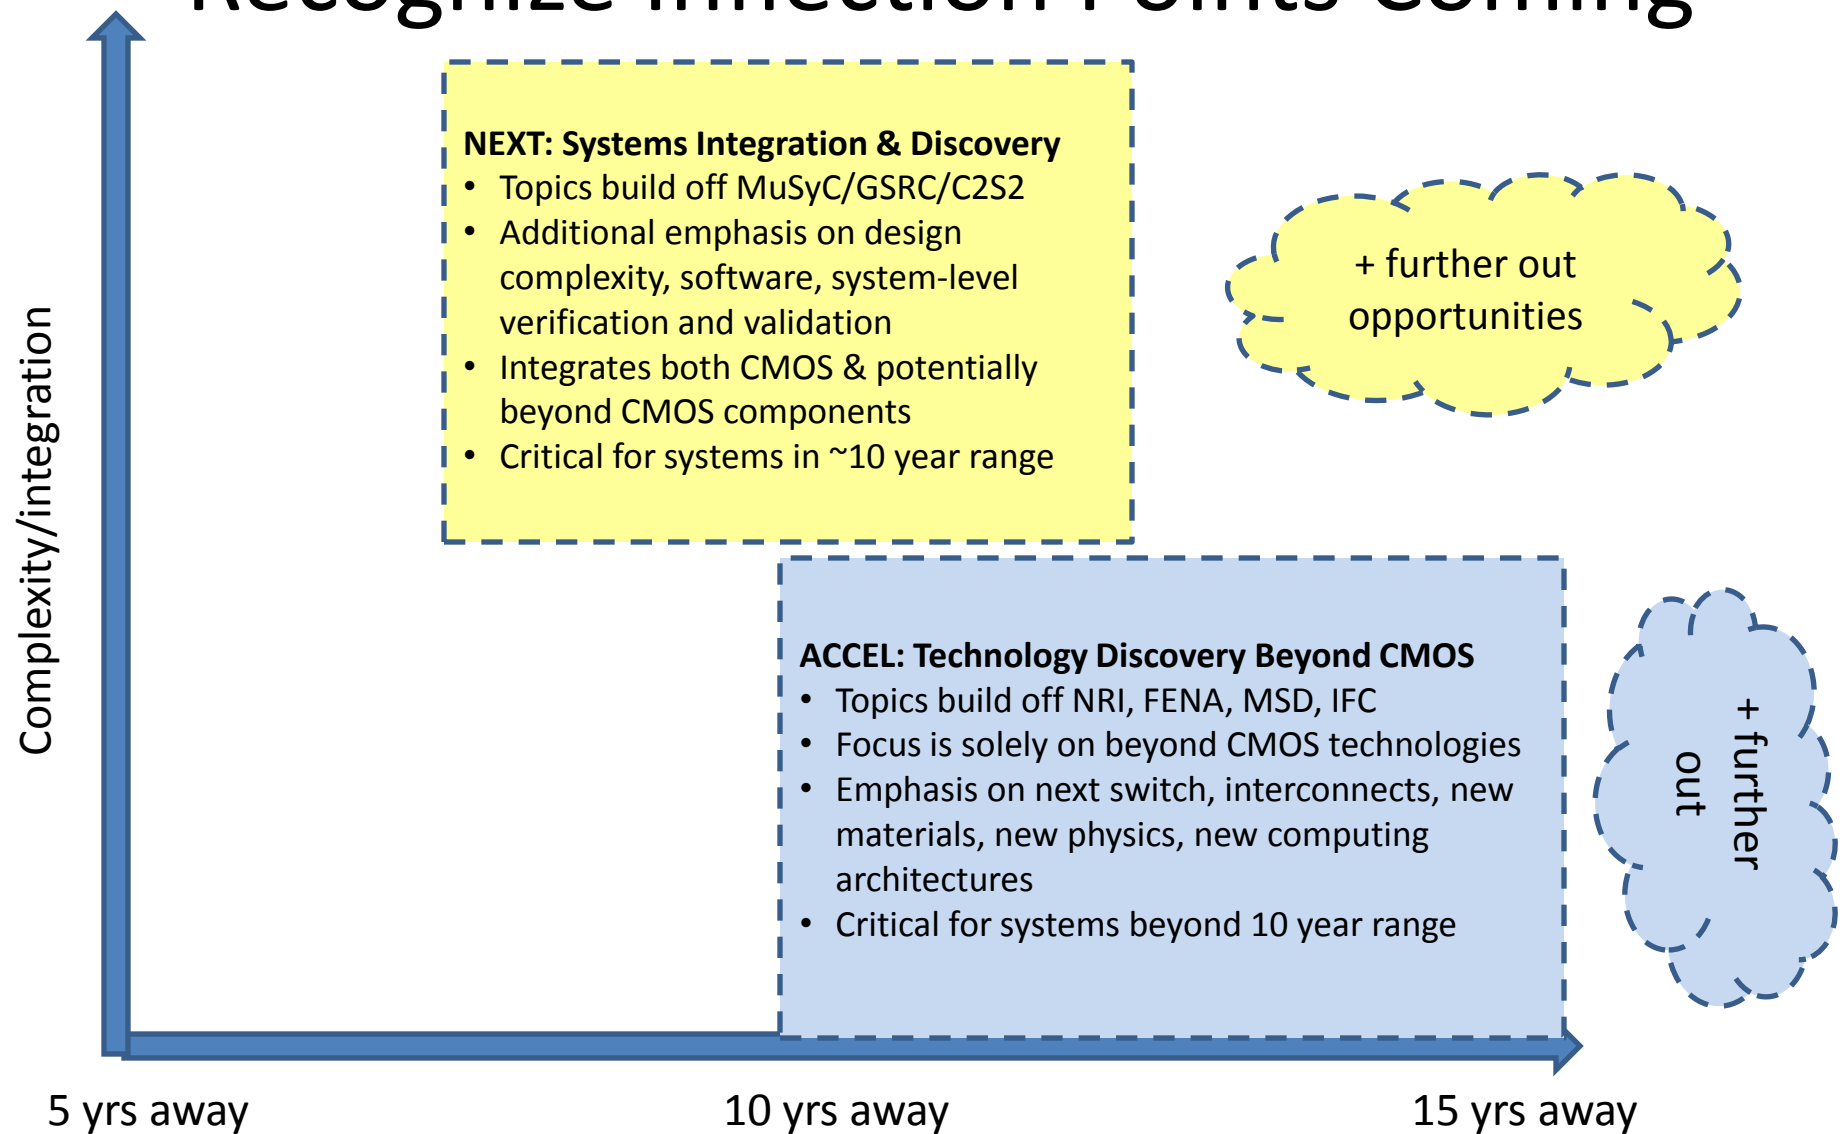 Recognize Inflection Points Coming
NEXT: Systems Integration & Discovery
• Topics build off MuSyC/GSRC/C2S2
• Additional emphasis on design
complexity, software, system-level
verification and validation
• Integrates both CMOS & potentially
beyond CMOS components
• Critical for systems in ~10 year range
+ further out
opportunities
Complexity/integration
ACCEL: Technology Discovery Beyond CMOS
• Topics build off NRI, FENA, MSD, IFC
• Focus is solely on beyond CMOS technologies
• Emphasis on next switch, interconnects, new
materials, new physics, new computing
architectures
• Critical for systems beyond 10 year range
+ further
out
5 yrs away
10 yrs away
15 yrs away